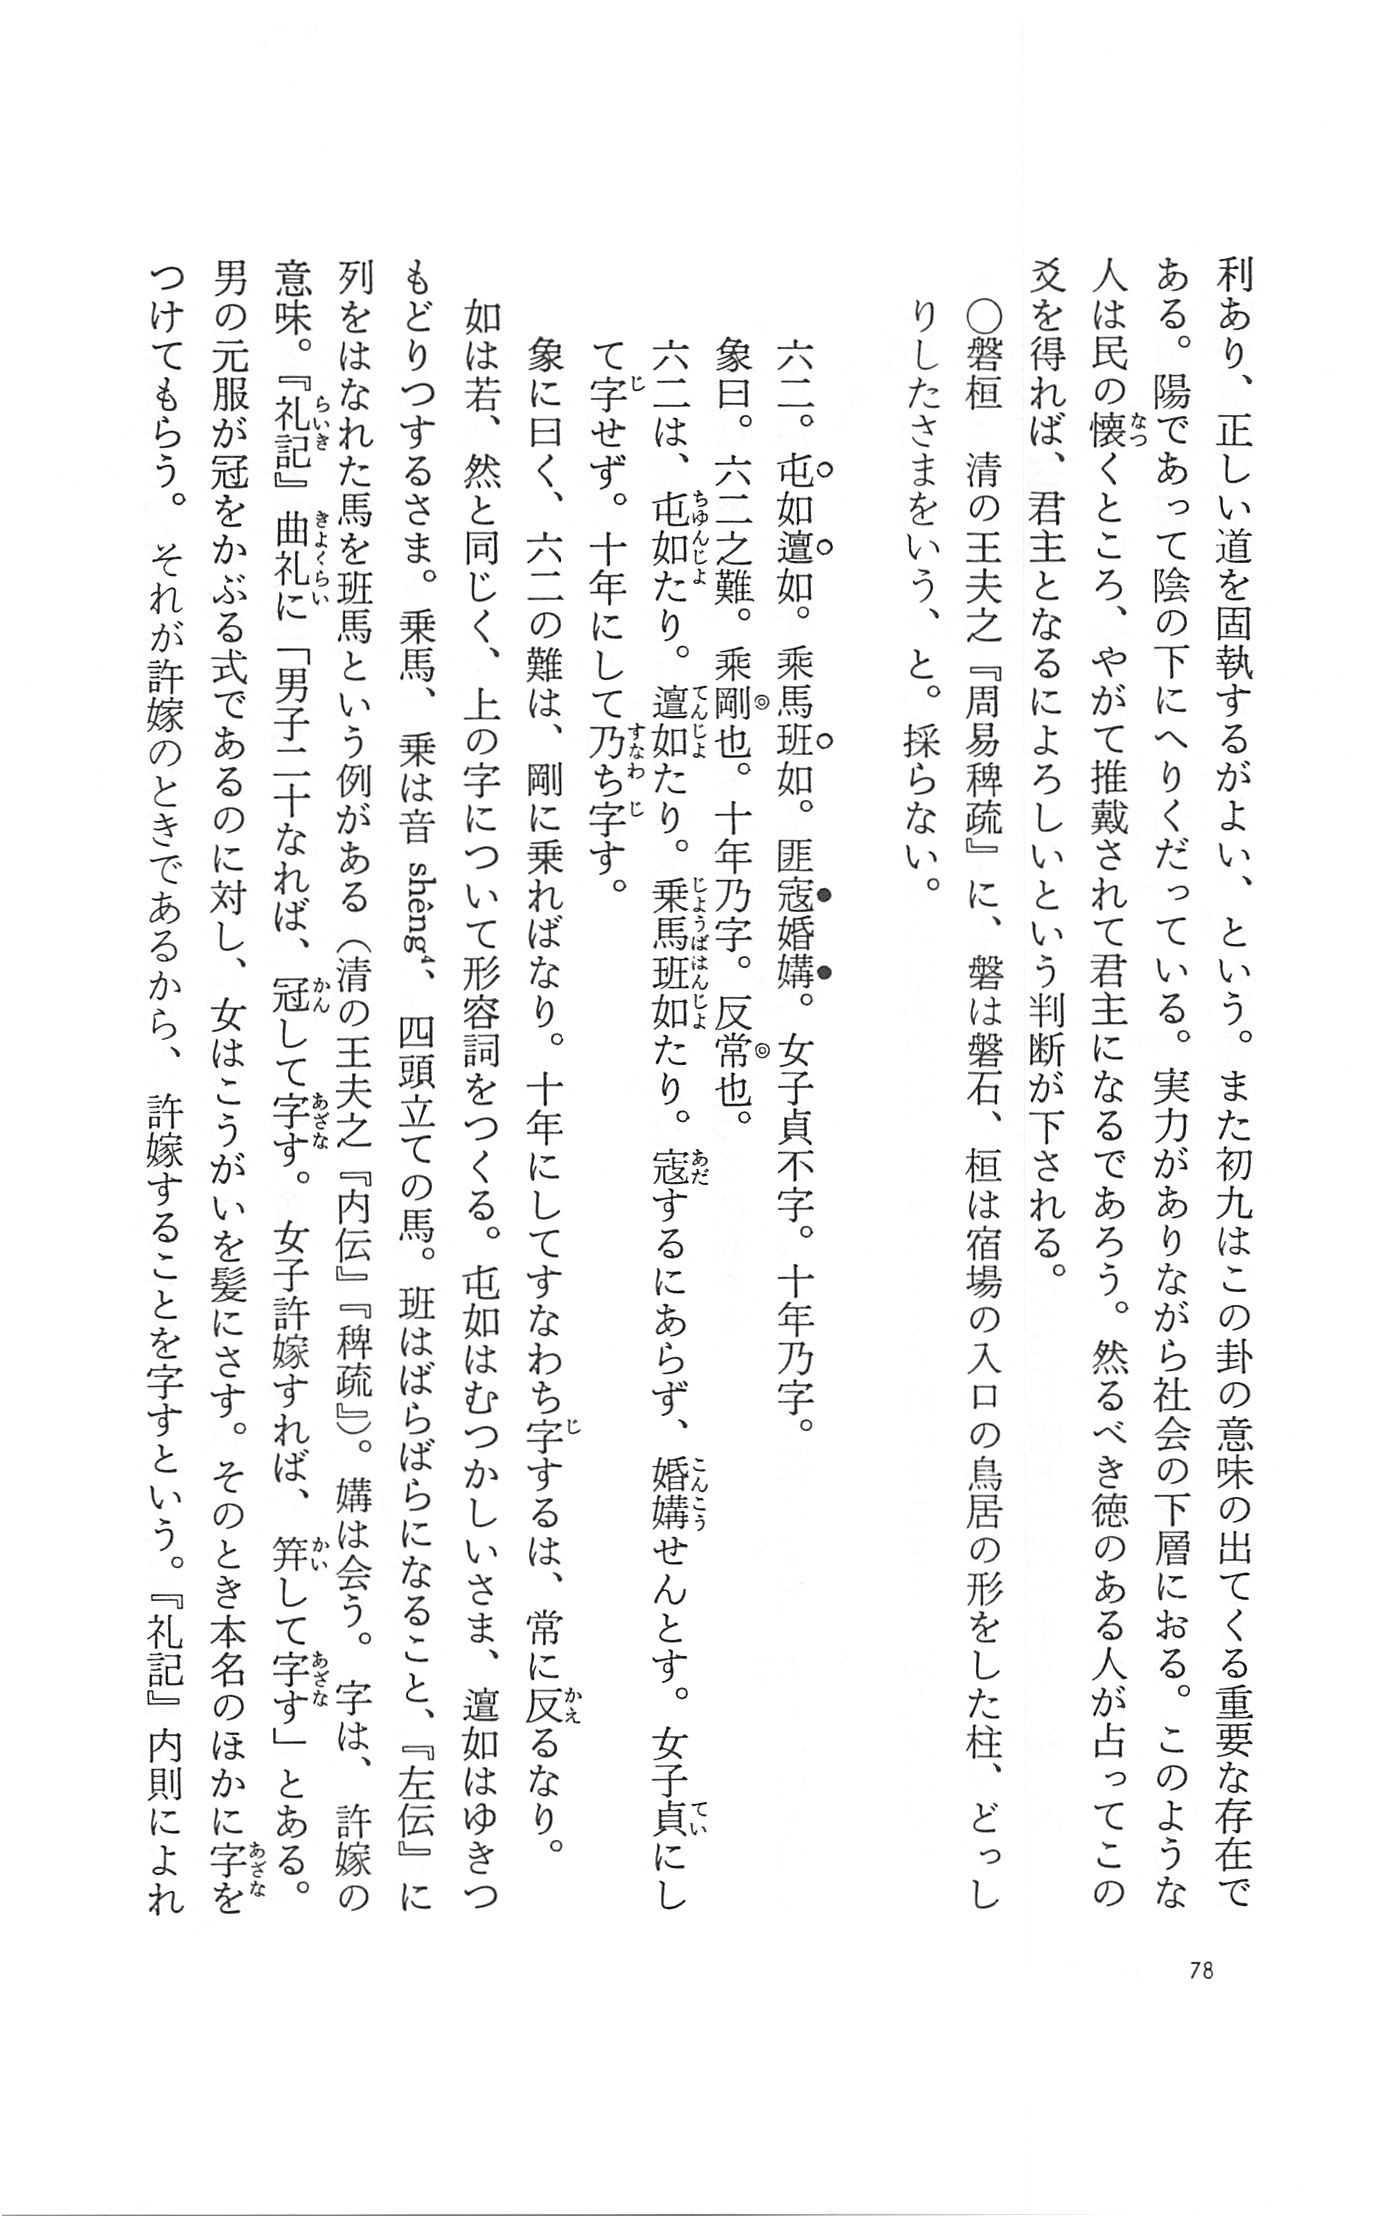 利あり、正しい道を固執するがよい、という。また初九はこの卦の意味の出てくる重要な存在で
ある。陽であって陰の下にへりくだっている。実力がありながら社会の下層におる。このような
人は民の懐くところ、やがて推戴されて君主になるであろう。然るべき徳のある人が占ってこの
爻を得れば、君主となるによろしいという判断が下される。
〇磐桓　清の王夫之『周易稗疏』に、磐は磐石、桓は宿場の入口の鳥居の形をした柱、どっし
りしたさまをいう、と。採らない。
六二。屯如邅如。乘馬班如。匪寇婚媾。女子貞不字。十年乃字。
象曰。六二之難。乘剛也。十年乃字。反常也。
六二は、屯如たり。邅如たり。乗馬班如たり。寇するにあらず、婚媾せんとす。女子貞にし
て字せず。十年にして乃ち字す。
象に曰く、六二の難は、剛に乗ればなり。十年にしてすなわち字するは、常に反るなり。
如は若、然と同じく、上の字について形容詞をつくる。屯如はむつかしいさま、邅如はゆきつ
もどりつするさま。乗馬、乗は音 shêng⁴、四頭立ての馬。班はばらばらになること、『左伝』に
列をはなれた馬を班馬という例がある（清の王夫之『内伝』『稗疏』）。媾は会う。字は、許嫁の
意味。『礼記』曲礼に「男子二十なれば、冠して字す。女子許嫁すれば、笄して字す」とある。
男の元服が冠をかぶる式であるのに対し、女はこうがいを髪にさす。そのとき本名のほかに字を
つけてもらう。それが許嫁のときであるから、許嫁することを字すという。『礼記』内則によれ
78